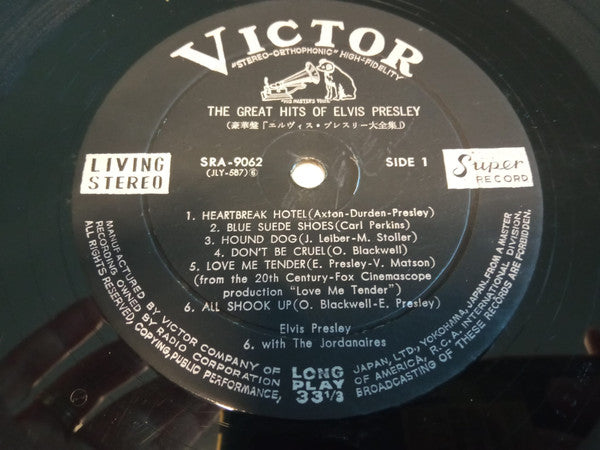 VICTOR
"STEREO-ORTHOPHONIC" HIGH-FIDELITY
"HIS MASTER'S VOICE"
THE GREAT HITS OF ELVIS PRESLEY
(豪華盤「エルヴィス・プレスリー大全集」)
LIVING
STEREO
SRA-9062
(JLY-587)⑥
SIDE 1
Super
RECORD
1. HEARTBREAK HOTEL(Axton-Durden-Presley)
2. BLUE SUEDE SHOES(Carl Perkins)
3. HOUND DOG(J. Leiber-M. Stoller)
4. DON'T BE CRUEL(O. Blackwell)
5. LOVE ME TENDER(E. Presley-V. Matson)
(from the 20th Century-Fox Cinemascope
production "Love Me Tender")
6. ALL SHOOK UP(O. Blackwell-E. Presley)
Elvis Presley
6. with The Jordanaires
LONG
PLAY
33 1/3
MANUFACTURED BY VICTOR COMPANY OF JAPAN, LTD., YOKOHAMA, JAPAN. FROM A MASTER
RECORDING OWNED BY RADIO CORPORATION OF AMERICA, R.C.A. INTERNATIONAL DIVISION,
ALL RIGHTS RESERVED, COPYING, PUBLIC PERFORMANCE, BROADCASTING OF THESE RECORDS ARE FORBIDDEN.